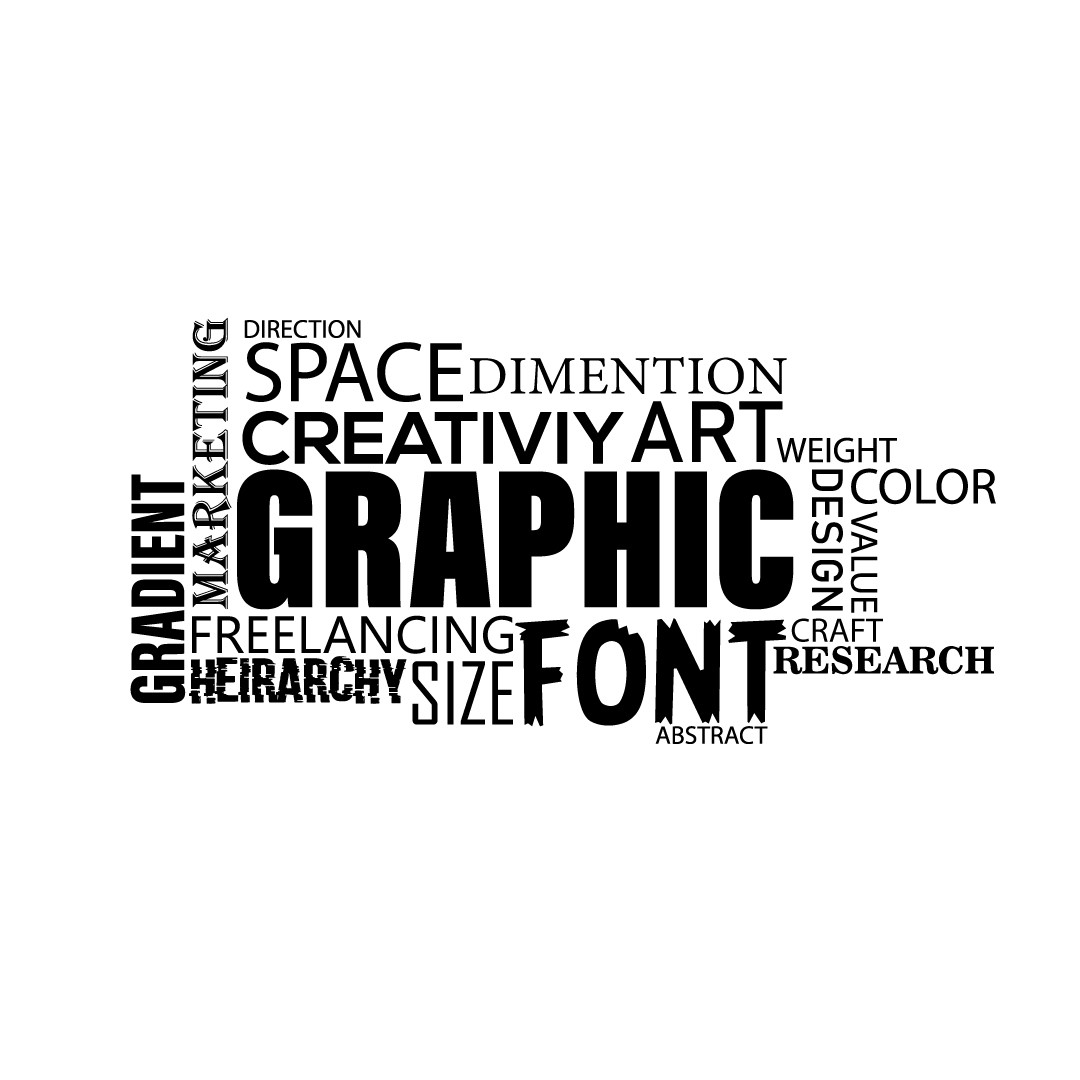 DIRECTION
SPACE
DIMENTION
CREATIVIY
ART
WEIGHT
MARKETING
GRADIENT
GRAPHIC
DESIGN
COLOR
VALUE
FREELANCING
FONT
CRAFT
HEIRARCHY
SIZE
RESEARCH
ABSTRACT